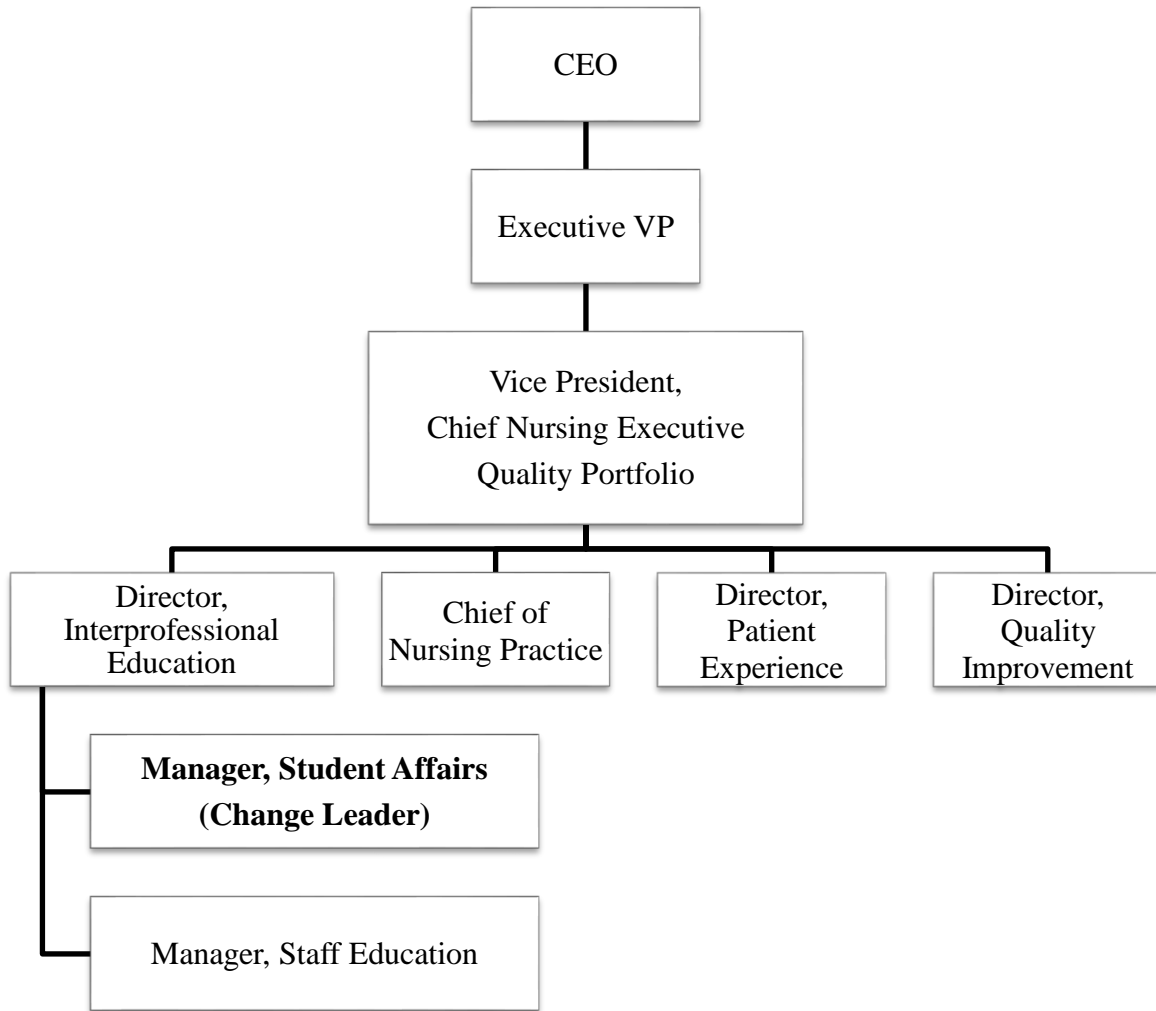 CEO
Executive VP
Vice President,
Chief Nursing Executive
Quality Portfolio
Director,
Interprofessional
Education
Chief of
Nursing Practice
Director,
Patient
Experience
Director,
Quality
Improvement
Manager, Student Affairs
(Change Leader)
Manager, Staff Education